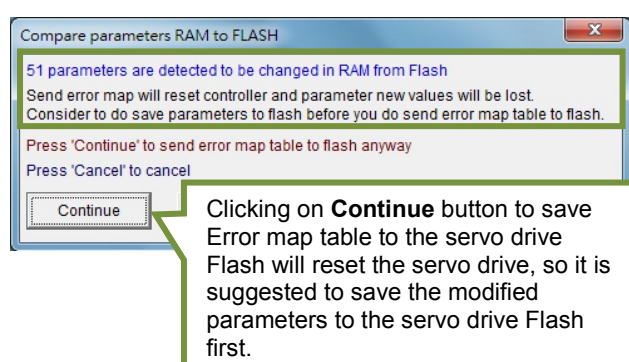 Compare parameters RAM to FLASH
51 parameters are detected to be changed in RAM from Flash
Send error map will reset controller and parameter new values will be lost.
Consider to do save parameters to flash before you do send error map table to flash.
Press 'Continue' to send error map table to flash anyway
Press 'Cancel' to cancel
Continue
Clicking on Continue button to save
Error map table to the servo drive
Flash will reset the servo drive, so it is
suggested to save the modified
parameters to the servo drive Flash
first.